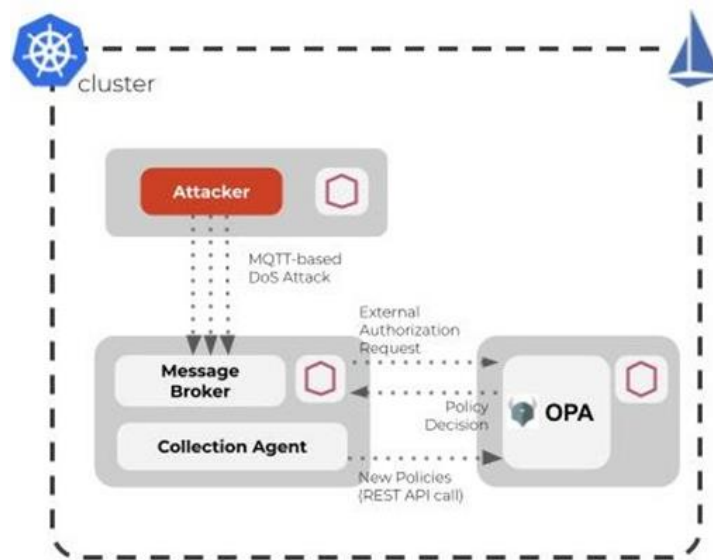 cluster
Attacker
MQTT-based
DoS Attack
External
Authorization
Request
Message
Broker
Policy
Decision
OPA
Collection Agent
New Policies
(REST API call)